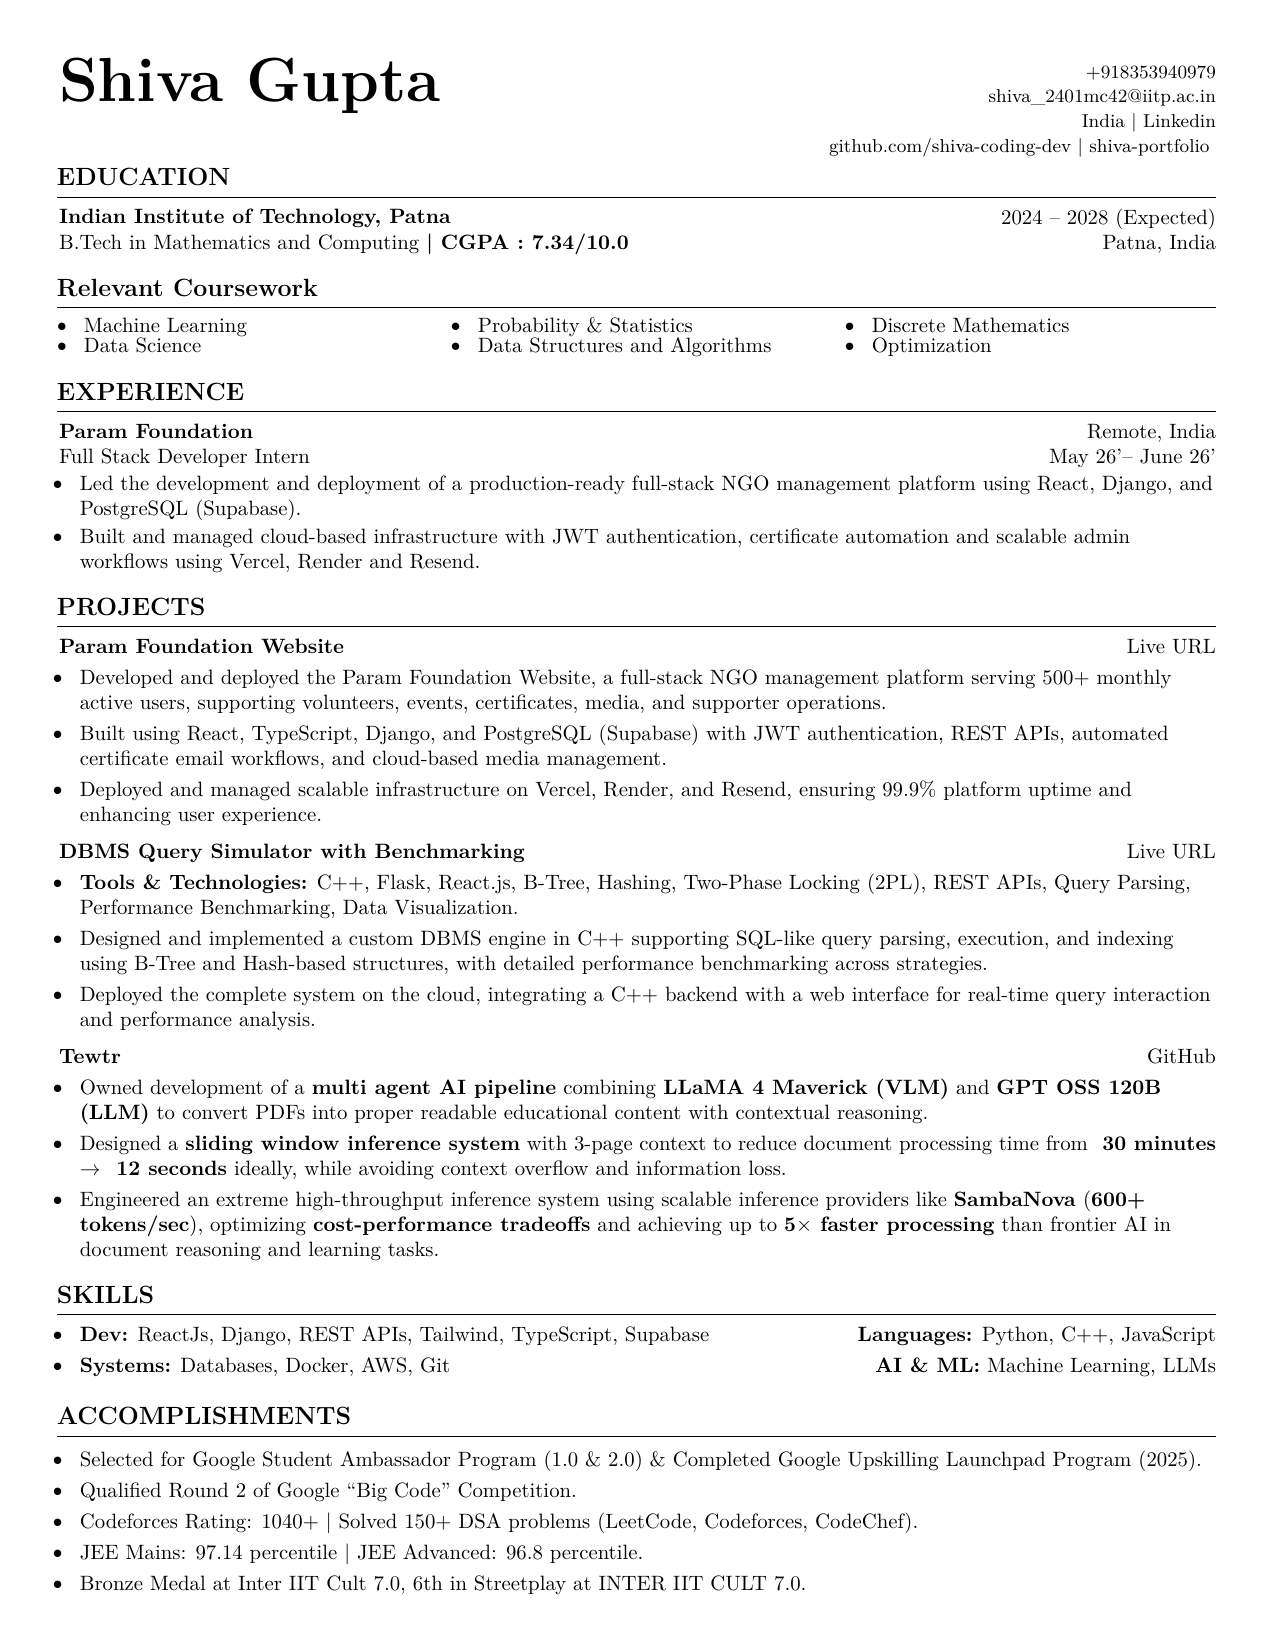 Shiva Gupta
+918353940979
shiva_2401mc42@iitp.ac.in
India | Linkedin
github.com/shiva-coding-dev | shiva-portfolio
EDUCATION
Indian Institute of Technology, Patna 2024 – 2028 (Expected)
B.Tech in Mathematics and Computing | CGPA : 7.34/10.0 Patna, India
Relevant Coursework
• Machine Learning • Probability & Statistics • Discrete Mathematics
• Data Science • Data Structures and Algorithms • Optimization
EXPERIENCE
Param Foundation Remote, India
Full Stack Developer Intern May 26’– June 26’
• Led the development and deployment of a production-ready full-stack NGO management platform using React, Django, and
PostgreSQL (Supabase).
• Built and managed cloud-based infrastructure with JWT authentication, certificate automation and scalable admin
workflows using Vercel, Render and Resend.
PROJECTS
Param Foundation Website Live URL
• Developed and deployed the Param Foundation Website, a full-stack NGO management platform serving 500+ monthly
active users, supporting volunteers, events, certificates, media, and supporter operations.
• Built using React, TypeScript, Django, and PostgreSQL (Supabase) with JWT authentication, REST APIs, automated
certificate email workflows, and cloud-based media management.
• Deployed and managed scalable infrastructure on Vercel, Render, and Resend, ensuring 99.9% platform uptime and
enhancing user experience.
DBMS Query Simulator with Benchmarking Live URL
• Tools & Technologies: C++, Flask, React.js, B-Tree, Hashing, Two-Phase Locking (2PL), REST APIs, Query Parsing,
Performance Benchmarking, Data Visualization.
• Designed and implemented a custom DBMS engine in C++ supporting SQL-like query parsing, execution, and indexing
using B-Tree and Hash-based structures, with detailed performance benchmarking across strategies.
• Deployed the complete system on the cloud, integrating a C++ backend with a web interface for real-time query interaction
and performance analysis.
Tewtr GitHub
• Owned development of a multi agent AI pipeline combining LLaMA 4 Maverick (VLM) and GPT OSS 120B
(LLM) to convert PDFs into proper readable educational content with contextual reasoning.
• Designed a sliding window inference system with 3-page context to reduce document processing time from 30 minutes
→ 12 seconds ideally, while avoiding context overflow and information loss.
• Engineered an extreme high-throughput inference system using scalable inference providers like SambaNova (600+
tokens/sec), optimizing cost-performance tradeoffs and achieving up to 5× faster processing than frontier AI in
document reasoning and learning tasks.
SKILLS
• Dev: ReactJs, Django, REST APIs, Tailwind, TypeScript, Supabase Languages: Python, C++, JavaScript
• Systems: Databases, Docker, AWS, Git AI & ML: Machine Learning, LLMs
ACCOMPLISHMENTS
• Selected for Google Student Ambassador Program (1.0 & 2.0) & Completed Google Upskilling Launchpad Program (2025).
• Qualified Round 2 of Google “Big Code” Competition.
• Codeforces Rating: 1040+ | Solved 150+ DSA problems (LeetCode, Codeforces, CodeChef).
• JEE Mains: 97.14 percentile | JEE Advanced: 96.8 percentile.
• Bronze Medal at Inter IIT Cult 7.0, 6th in Streetplay at INTER IIT CULT 7.0.